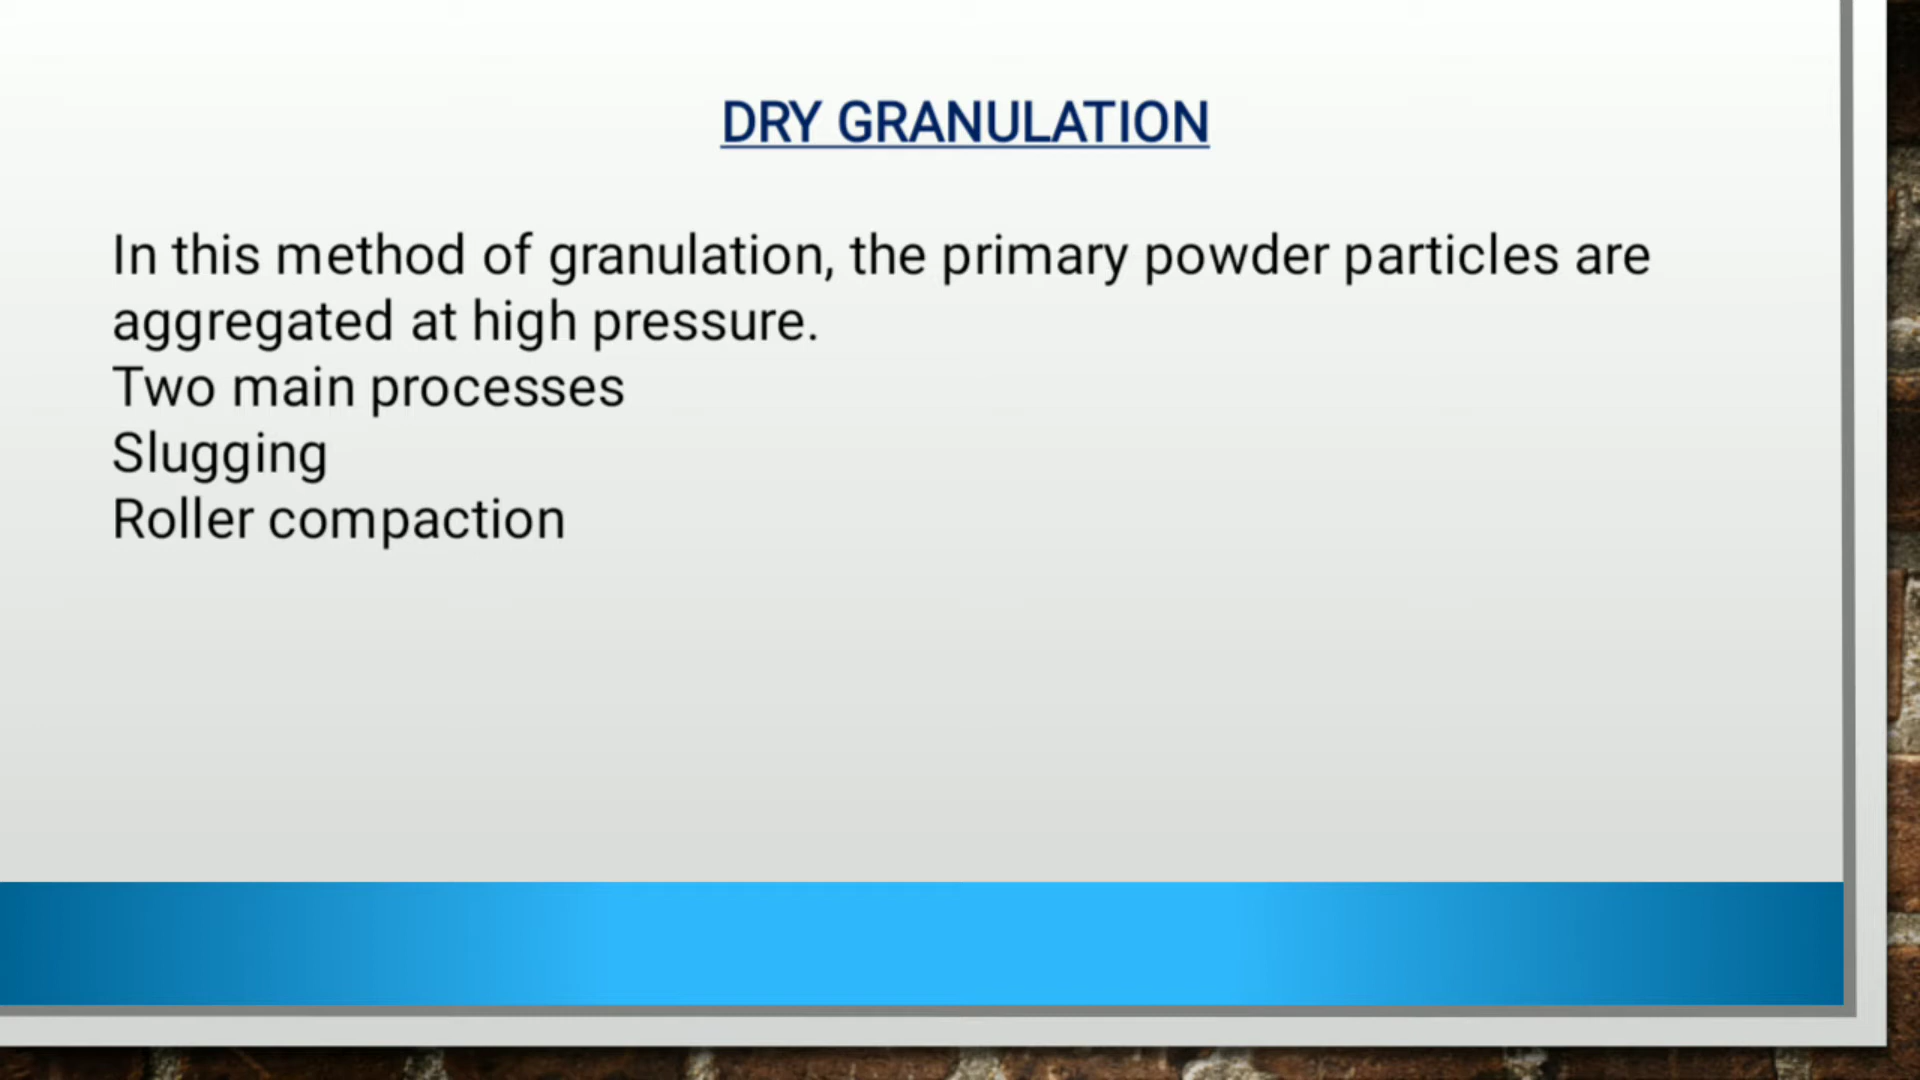 DRY GRANULATION
In this method of granulation, the primary powder particles are
aggregated at high pressure.
Two main processes
Slugging
Roller compaction